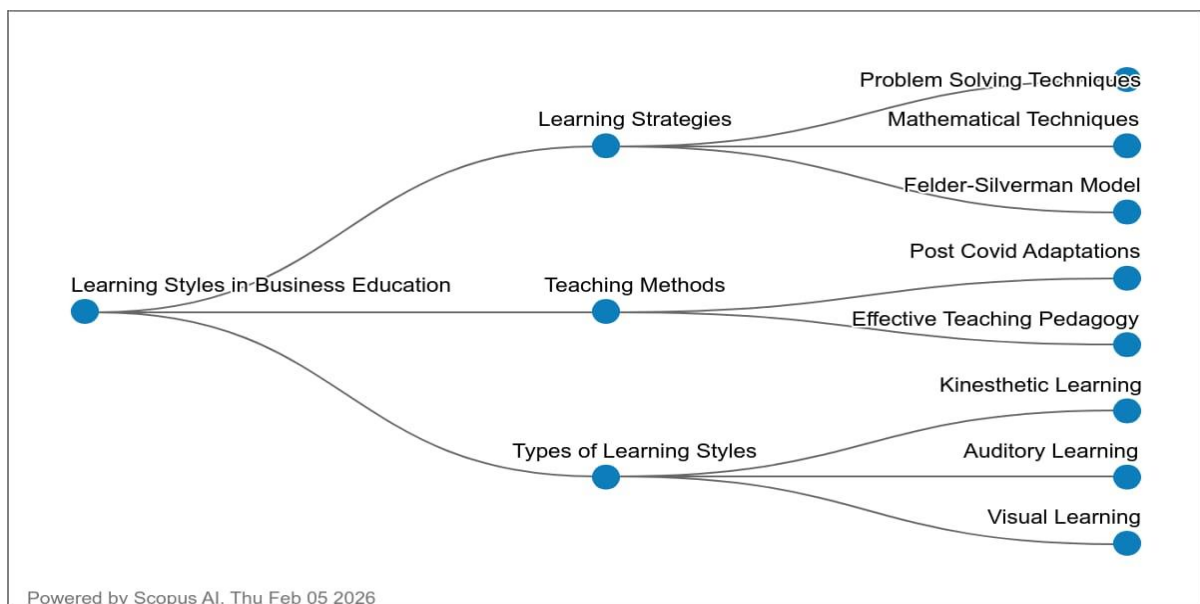 Problem Solving Techniques
Learning Strategies
Mathematical Techniques
Felder-Silverman Model
Post Covid Adaptations
Learning Styles in Business Education
Teaching Methods
Effective Teaching Pedagogy
Kinesthetic Learning
Types of Learning Styles
Auditory Learning
Visual Learning
Powered by Scopus AI, Thu Feb 05 2026